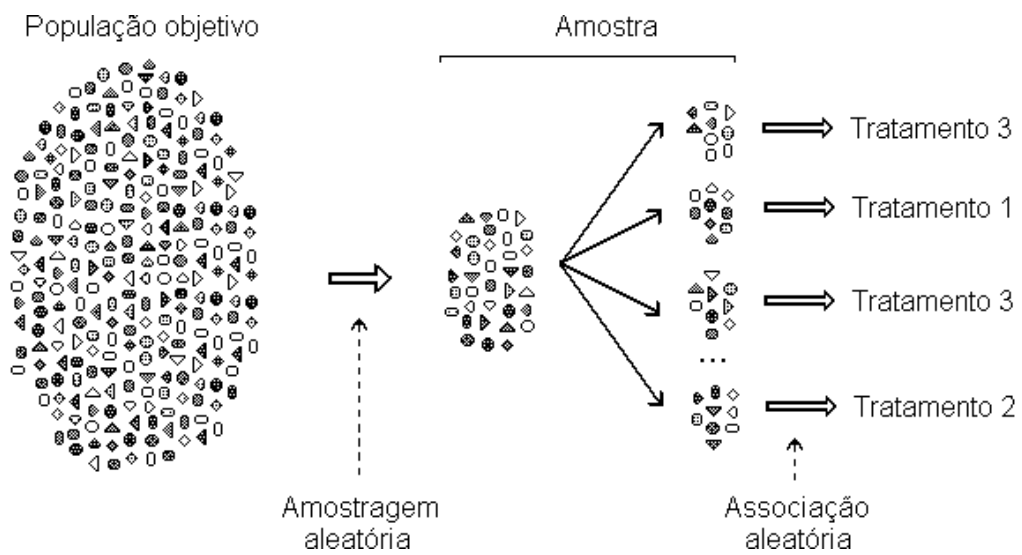 População objetivo
Amostra
Tratamento 3
Tratamento 1
Tratamento 3
...
Tratamento 2
Amostragem
aleatória
Associação
aleatória